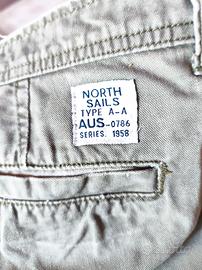 NORTH
SAILS
TYPE A-A
AUS-0786
SERIES. 1958